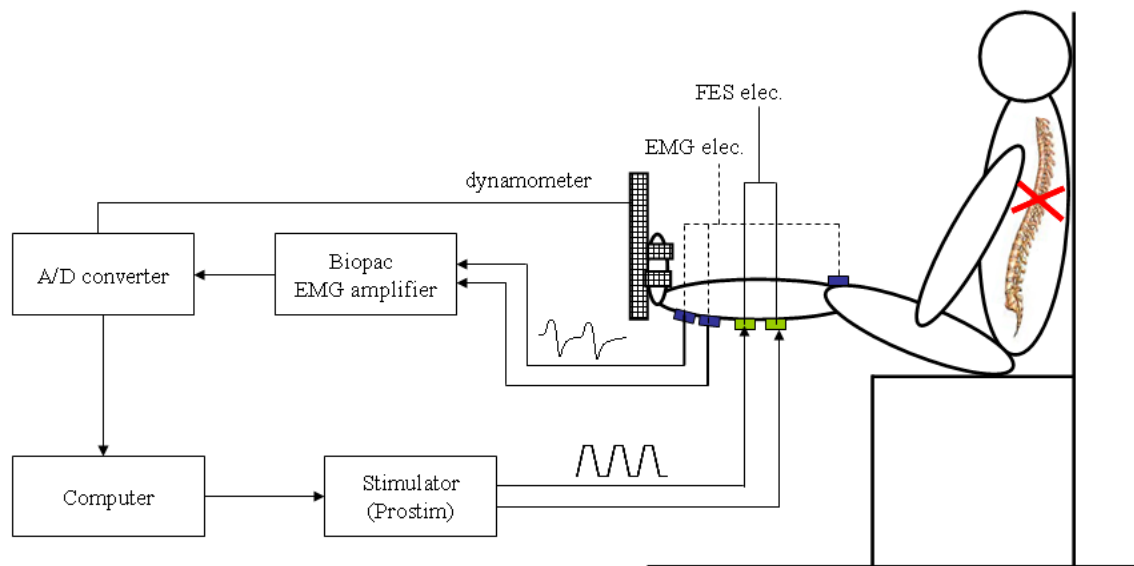 FES elec.
EMG elec.
dynamometer
A/D converter
Biopac
EMG amplifier
Computer
Stimulator
(Prostim)